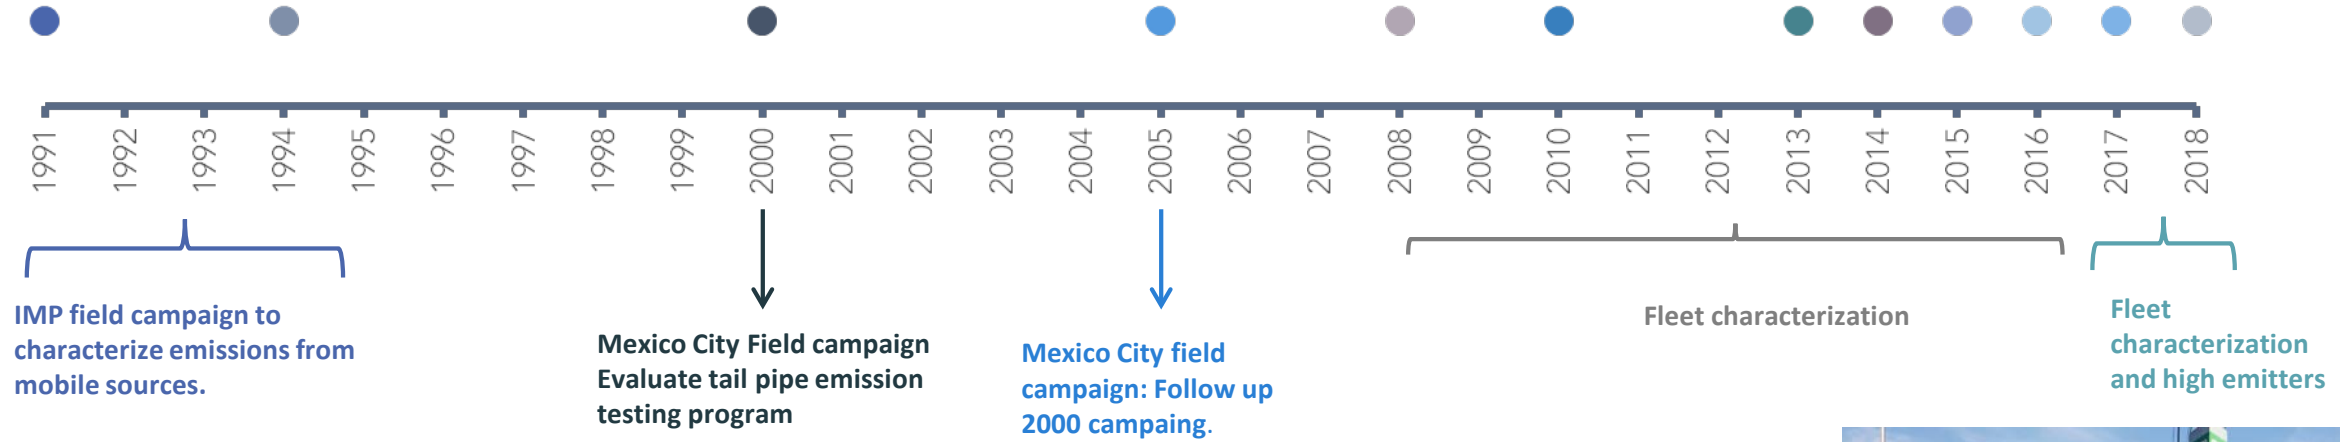 1991
1992
1993
1994
1995
1996
1997
1998
1999
2000
2001
2002
2003
2004
2005
2006
2007
2008
2009
2010
2011
2012
2013
2014
2015
2016
2017
2018
IMP field campaign to
characterize emissions from
mobile sources.
Mexico City Field campaign
Evaluate tail pipe emission
testing program
Mexico City field
campaign: Follow up
2000 campaing.
Fleet characterization
Fleet
characterization
and high emitters